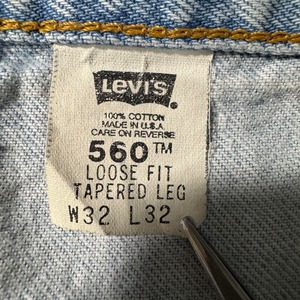 Levi's
100% COTTON
MADE IN U.S.A.
CARE ON REVERSE
560™
LOOSE FIT
TAPERED LEG
W32 L32